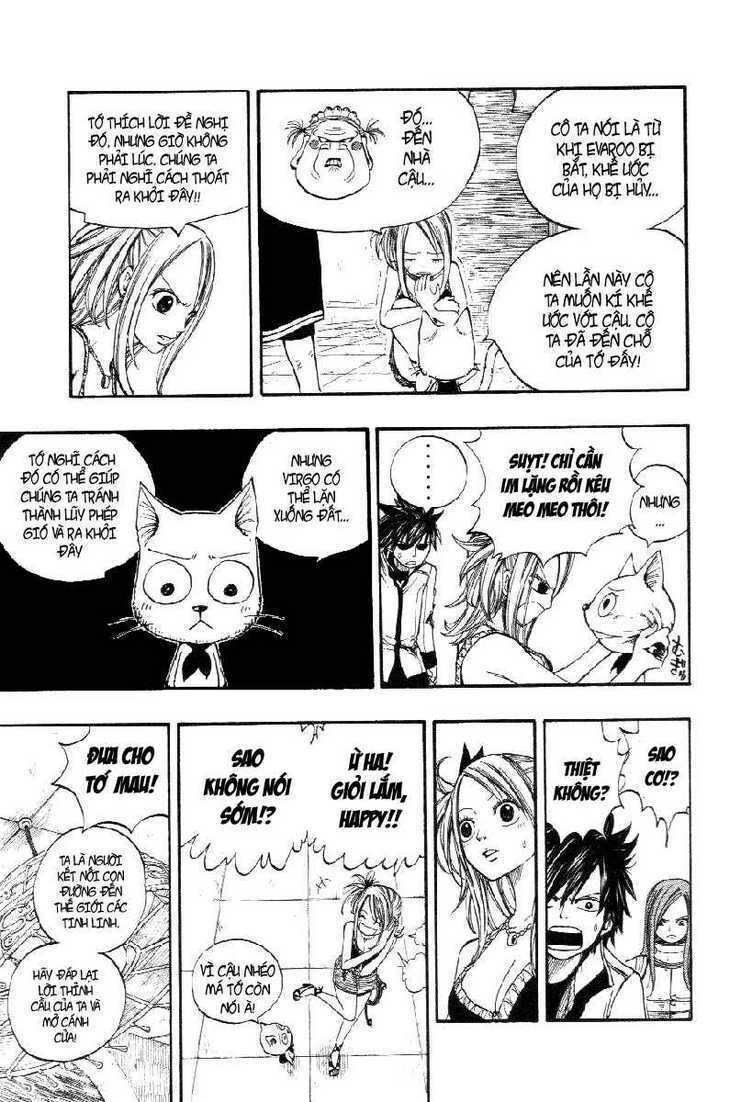 CÔ TA NÓI LÀ TỪ
KHI EVAROO BỊ
BẮT, KHẾ ƯỚC
CỦA HỌ BỊ HỦY...
NÊN LẦN NÀY CÔ
TA MUỐN KÍ KHẾ
ƯỚC VỚI CẬU. CÔ
TA ĐÃ ĐẾN CHỖ
CỦA TỚ ĐẤY!
ĐÓ...
ĐẾN
NHÀ
CẬU...
TỚ THÍCH LỜI ĐỀ NGHỊ
ĐÓ, NHƯNG GIỜ KHÔNG
PHẢI LÚC. CHÚNG TA
PHẢI NGHĨ CÁCH THOÁT
RA KHỎI ĐÂY!!
NHƯNG
...
SUỴT! CHỈ CẦN
IM LẶNG RỒI KÊU
MEO MEO THÔI!
......
NHƯNG
VIRGO CÓ
THỂ LẶN
XUỐNG ĐẤT...
TỚ NGHĨ CÁCH
ĐÓ CÓ THỂ GIÚP
CHÚNG TA TRÁNH
THÀNH LŨY PHÉP
GIÓ VÀ RA KHỎI
ĐÂY
SAO
CƠ!?
THIỆT
KHÔNG?
Ừ HA!
GIỎI LẮM,
HAPPY!!
SAO
KHÔNG NÓI
SỚM!?
VÌ CẬU NHÉO
MÁ TỚ CÒN
NÓI À!
ĐƯA CHO
TỚ MAU!
TA LÀ NGƯỜI
KẾT NỐI CON
ĐƯỜNG ĐẾN
THẾ GIỚI CÁC
TINH LINH.
HÃY ĐÁP LẠI
LỜI THỈNH
CẦU CỦA TA VÀ
MỞ CÁNH
CỬA!